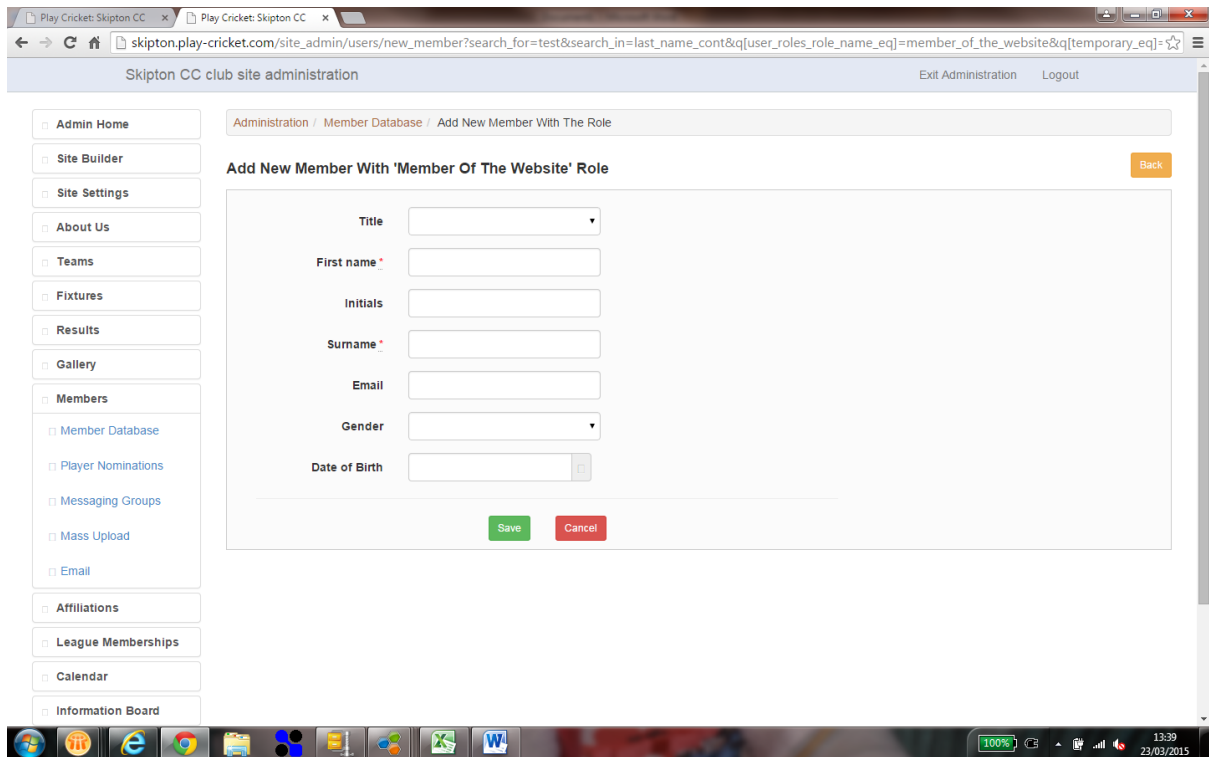 Play Cricket: Skipton CC
Play Cricket: Skipton CC
skipton.play-cricket.com/site_admin/users/new_member?search_for=test&search_in=last_name_cont&q[user_roles_role_name_eq]=member_of_the_website&q[temporary_eq]=
Skipton CC club site administration
Exit Administration
Logout
Admin Home
Site Builder
Site Settings
About Us
Teams
Fixtures
Results
Gallery
Members
Member Database
Player Nominations
Messaging Groups
Mass Upload
Email
Affiliations
League Memberships
Calendar
Information Board
Administration / Member Database / Add New Member With The Role
Add New Member With 'Member Of The Website' Role
Back
Title
First name *
Initials
Surname *
Email
Gender
Date of Birth
Save
Cancel
100%
13:39
23/03/2015